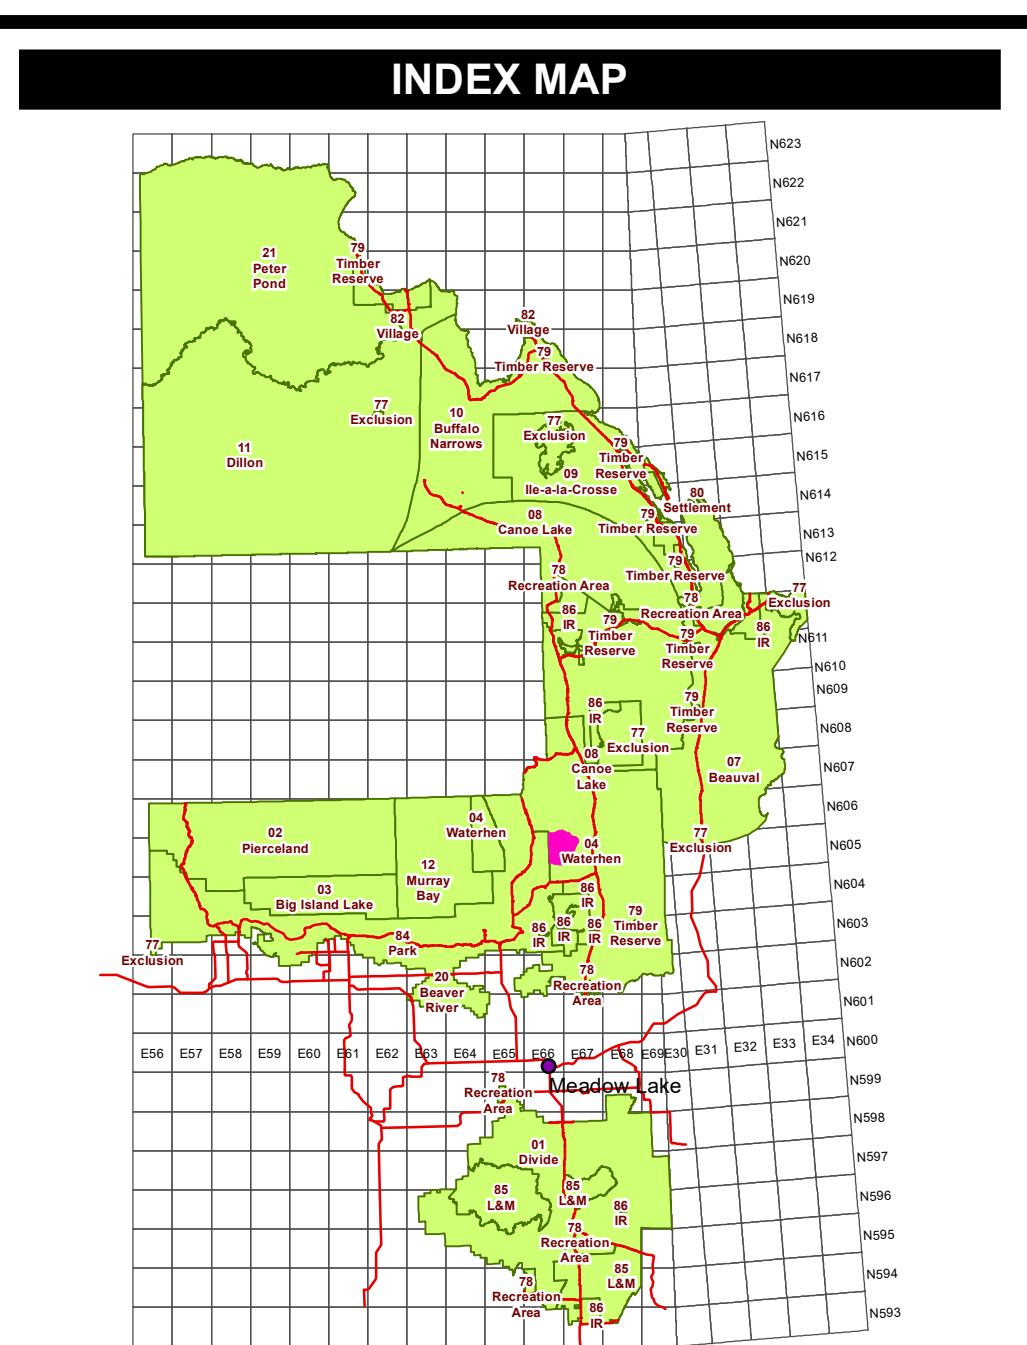 INDEX MAP
N623
N622
N621
N620
N619
N618
N617
N616
N615
N614
N613
N612
N611
N610
N609
N608
N607
N606
N605
N604
N603
N602
N601
N600
N599
N598
N597
N596
N595
N594
N593
21
Peter
Pond
79
Timber
Reserve
82
Village
82
Village
79
Timber Reserve
77
Exclusion
10
Buffalo
Narrows
77
Exclusion
11
Dillon
79
Timber
Reserve
09
Ile-a-la-Crosse
80
Settlement
08
Canoe Lake
79
Timber Reserve
79
Timber Reserve
78
Recreation Area
78
Recreation Area
77
Exclusion
86
IR
79
Timber
Reserve
79
Timber
Reserve
86
IR
86
IR
79
Timber
Reserve
77
Exclusion
08
Canoe
Lake
07
Beauval
04
Waterhen
02
Pierceland
04
Waterhen
77
Exclusion
12
Murray
Bay
03
Big Island Lake
86
IR
79
Timber
Reserve
86
IR
86
IR
86
IR
84
Park
77
Exclusion
20
Beaver
River
78
Recreation
Area
E56 E57 E58 E59 E60 E61 E62 E63 E64 E65 E66 E67 E68 E69 E30 E31 E32 E33 E34
Meadow Lake
78
Recreation
Area
01
Divide
85
L&M
85
L&M
86
IR
78
Recreation
Area
85
L&M
78
Recreation
Area
86
IR